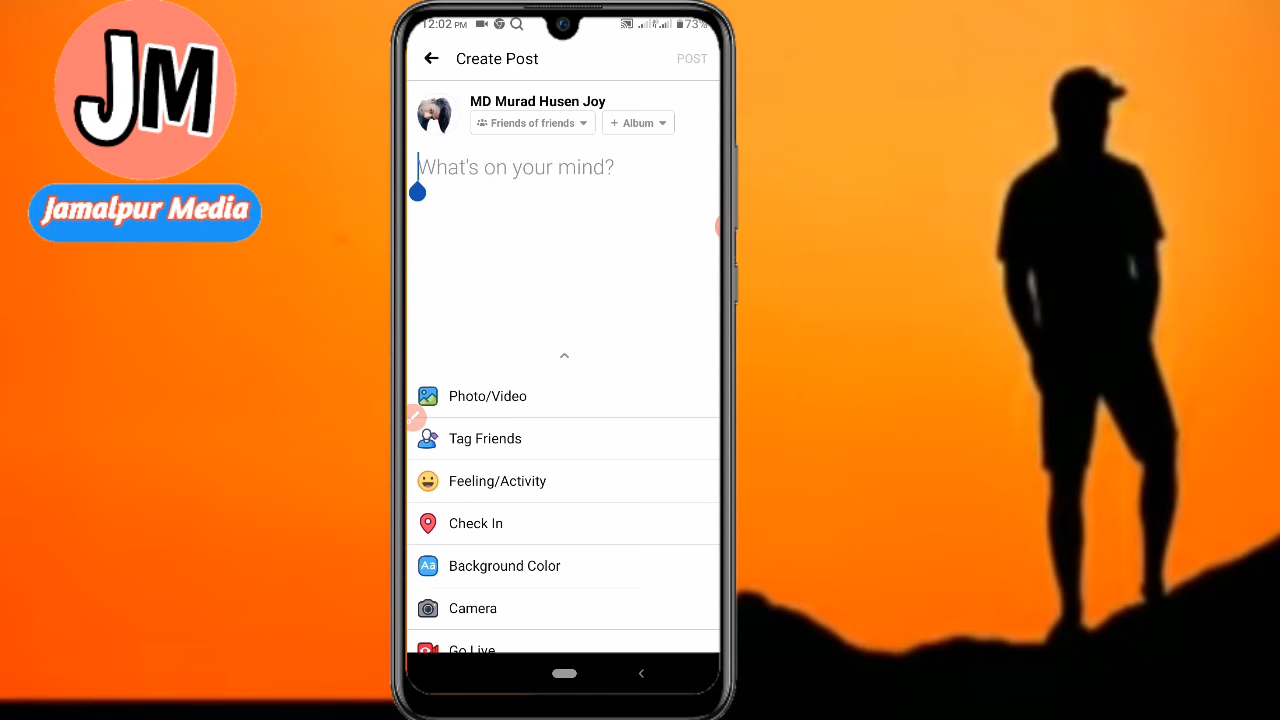 JM
Jamalpur Media
12:02 PM
73%
Create Post
POST
MD Murad Husen Joy
Friends of friends
+ Album
What's on your mind?
Photo/Video
Tag Friends
Feeling/Activity
Check In
Aa
Background Color
Camera
Go Live